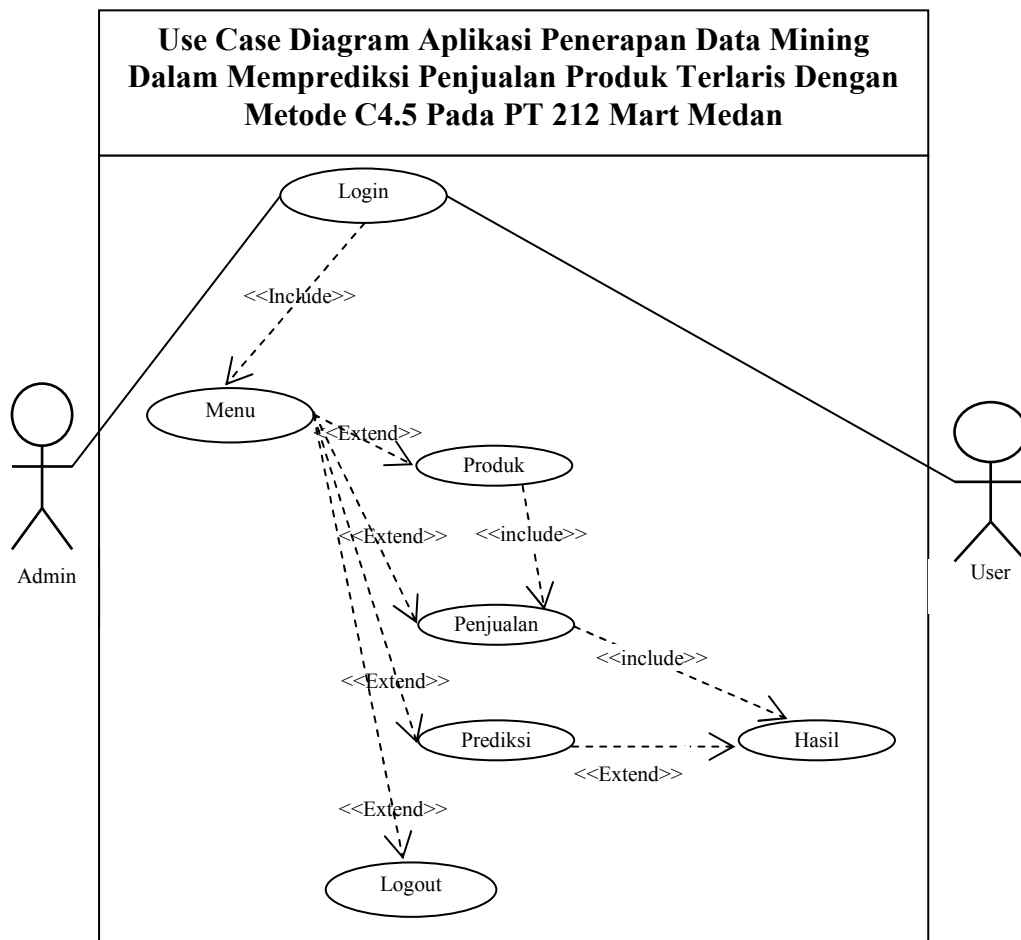 Use Case Diagram Aplikasi Penerapan Data Mining
Dalam Memprediksi Penjualan Produk Terlaris Dengan
Metode C4.5 Pada PT 212 Mart Medan
Login
<<Include>>
Menu
<<Extend>>
Produk
<<Extend>>
<<include>>
Admin
User
Penjualan
<<include>>
<<Extend>>
Prediksi
Hasil
<<Extend>>
<<Extend>>
Logout